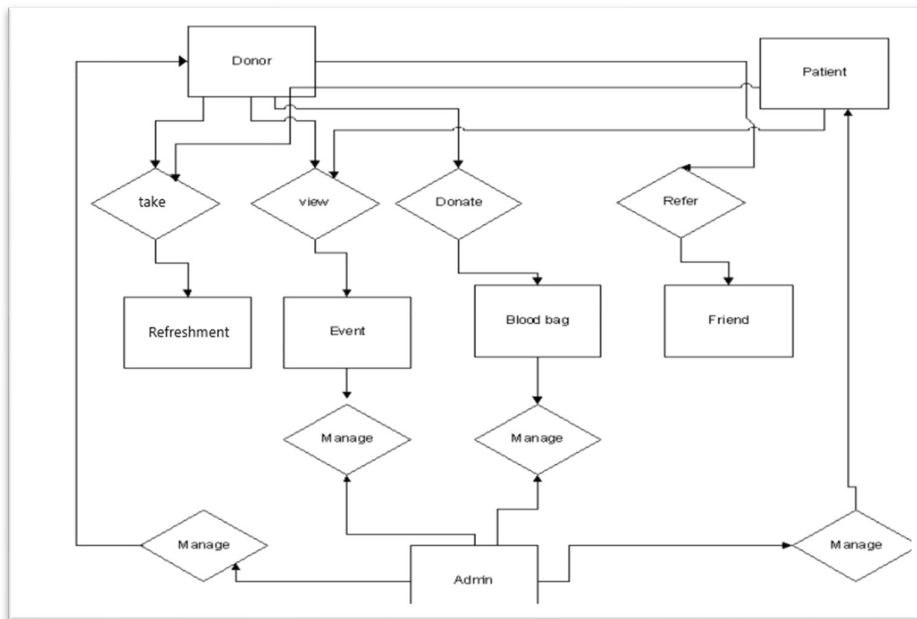 Donor
Patient
take
view
Donate
Refer
Refreshment
Event
Blood bag
Friend
Manage
Manage
Manage
Manage
Admin